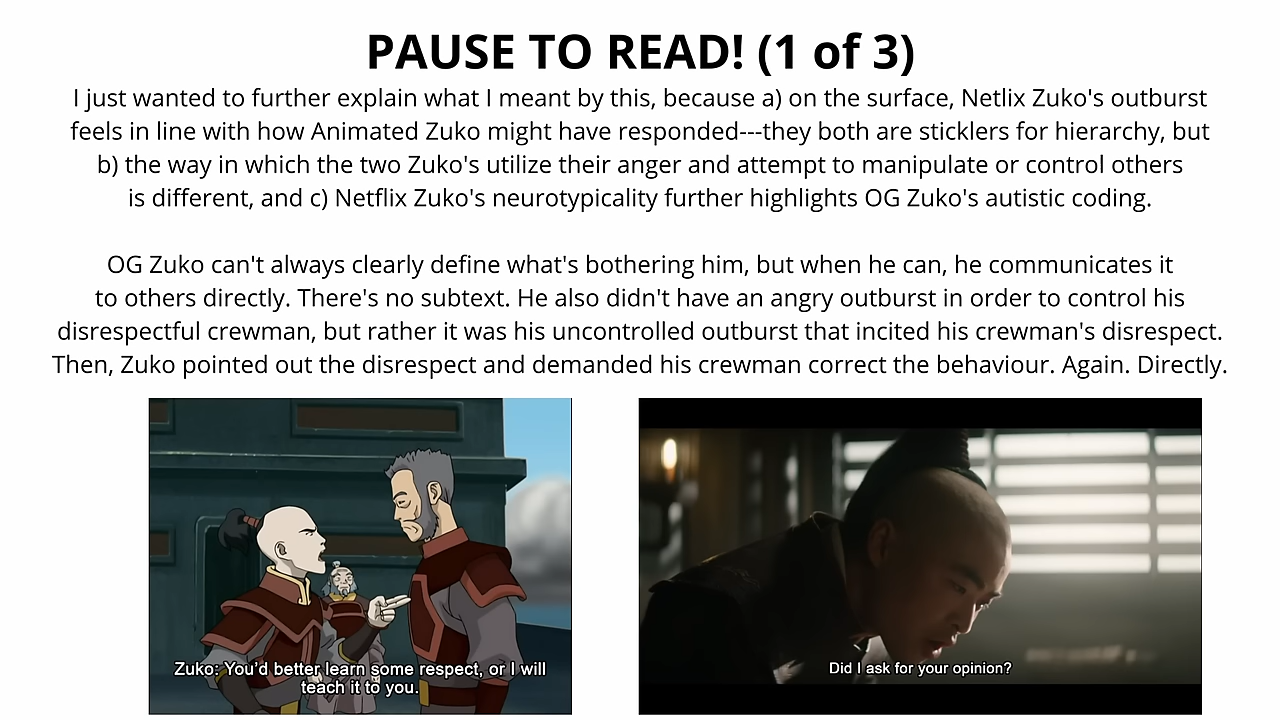 PAUSE TO READ! (1 of 3)
I just wanted to further explain what I meant by this, because a) on the surface, Netlix Zuko's outburst
feels in line with how Animated Zuko might have responded---they both are sticklers for hierarchy, but
b) the way in which the two Zuko's utilize their anger and attempt to manipulate or control others
is different, and c) Netflix Zuko's neurotypicality further highlights OG Zuko's autistic coding.
OG Zuko can't always clearly define what's bothering him, but when he can, he communicates it
to others directly. There's no subtext. He also didn't have an angry outburst in order to control his
disrespectful crewman, but rather it was his uncontrolled outburst that incited his crewman's disrespect.
Then, Zuko pointed out the disrespect and demanded his crewman correct the behaviour. Again. Directly.
Zuko: You'd better learn some respect, or I will
teach it to you.
Did I ask for your opinion?